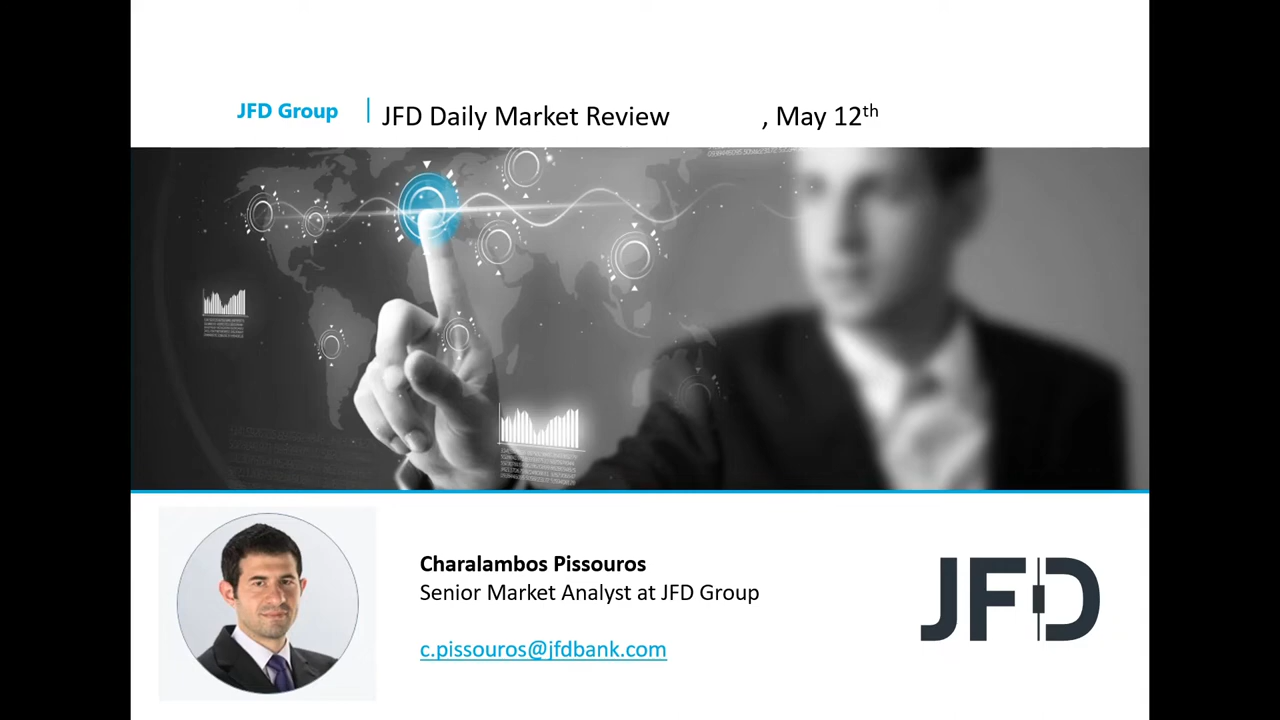 JFD Group
JFD Daily Market Review , May 12th
Charalambos Pissouros
Senior Market Analyst at JFD Group
c.pissouros@jfdbank.com
JFD